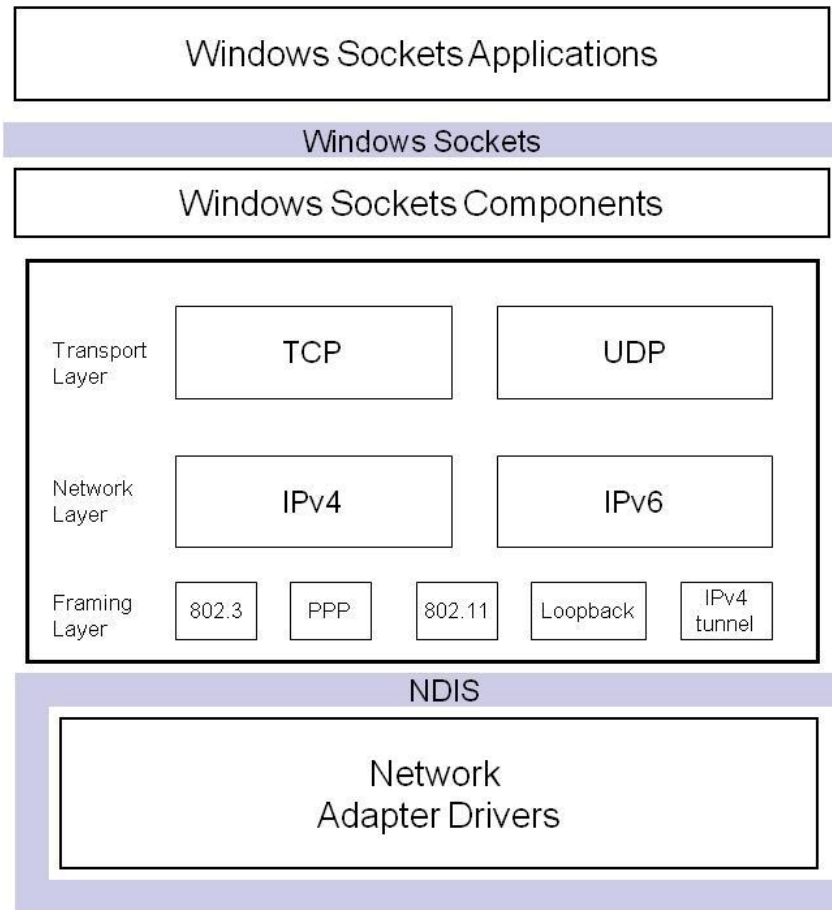 Windows Sockets Applications
Windows Sockets
Windows Sockets Components
Transport
Layer
TCP
UDP
Network
Layer
IPv4
IPv6
Framing
Layer
802.3
PPP
802.11
Loopback
IPv4
tunnel
NDIS
Network
Adapter Drivers